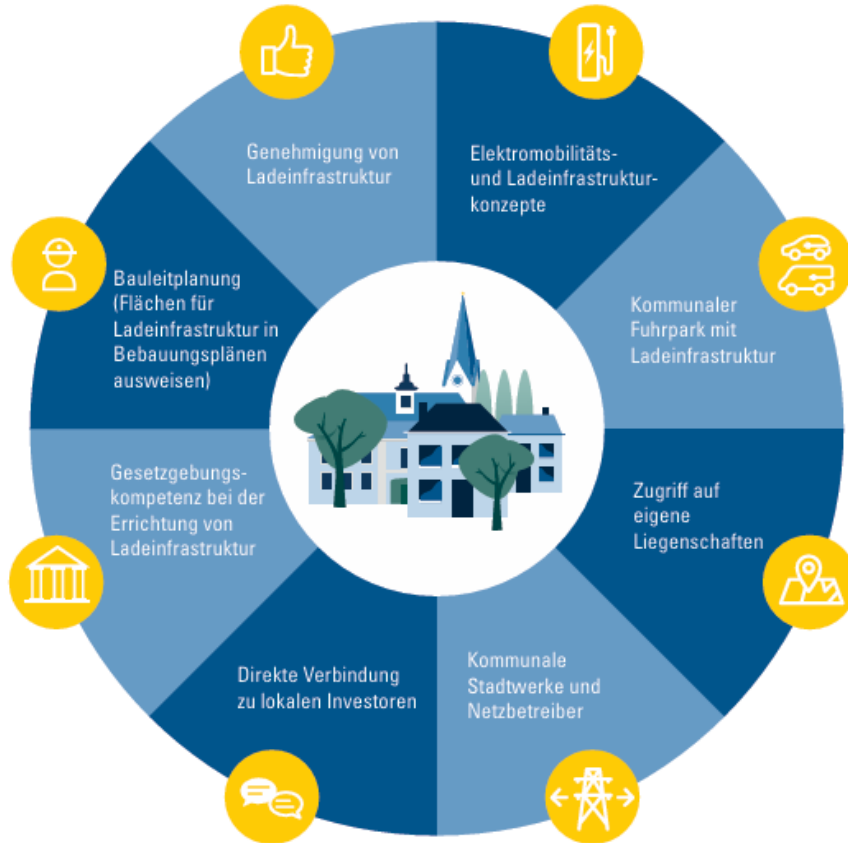 Genehmigung von
Ladeinfrastruktur
Elektromobilitäts-
und Ladeinfrastruktur-
konzepte
Kommunaler
Fuhrpark mit
Ladeinfrastruktur
Zugriff auf
eigene
Liegenschaften
Kommunale
Stadtwerke und
Netzbetreiber
Direkte Verbindung
zu lokalen Investoren
Gesetzgebungs-
kompetenz bei der
Errichtung von
Ladeinfrastruktur
Bauleitplanung
(Flächen für
Ladeinfrastruktur in
Bebauungsplänen
ausweisen)